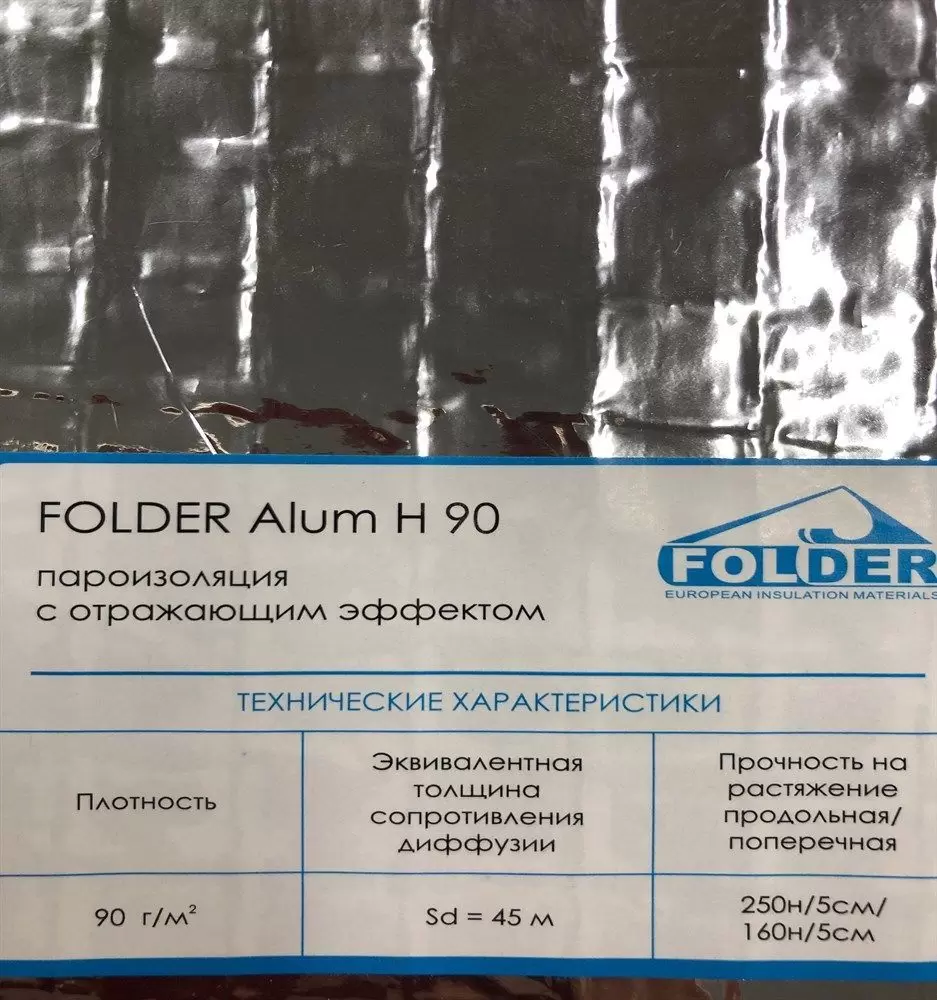 FOLDER Alum H 90
пароизоляция
с отражающим эффектом
FOLDER
EUROPEAN INSULATION MATERIALS
ТЕХНИЧЕСКИЕ ХАРАКТЕРИСТИКИ
Плотность
Эквивалентная
толщина
сопротивления
диффузии
Прочность на
растяжение
продольная/
поперечная
90 г/м²
Sd = 45 м
250н/5см/
160н/5см